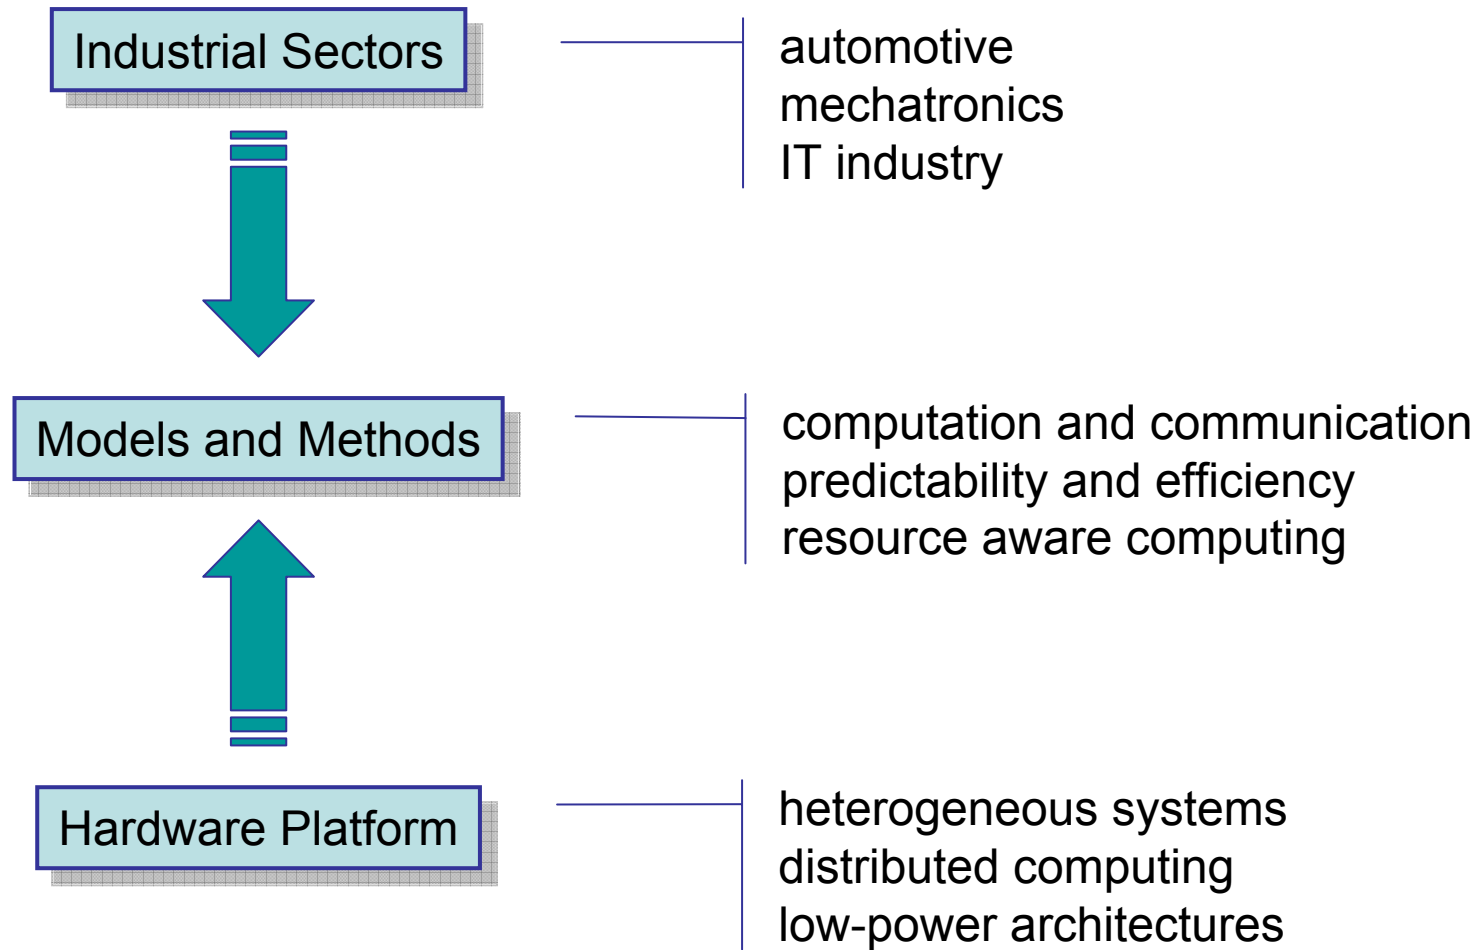 Industrial Sectors
automotive
mechatronics
IT industry
Models and Methods
computation and communication
predictability and efficiency
resource aware computing
Hardware Platform
heterogeneous systems
distributed computing
low-power architectures